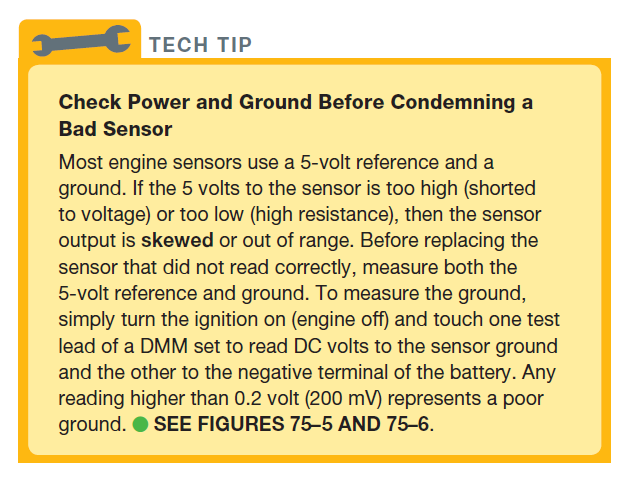 TECH TIP
Check Power and Ground Before Condemning a
Bad Sensor
Most engine sensors use a 5-volt reference and a
ground. If the 5 volts to the sensor is too high (shorted
to voltage) or too low (high resistance), then the sensor
output is skewed or out of range. Before replacing the
sensor that did not read correctly, measure both the
5-volt reference and ground. To measure the ground,
simply turn the ignition on (engine off) and touch one test
lead of a DMM set to read DC volts to the sensor ground
and the other to the negative terminal of the battery. Any
reading higher than 0.2 volt (200 mV) represents a poor
ground. ● SEE FIGURES 75–5 AND 75–6.